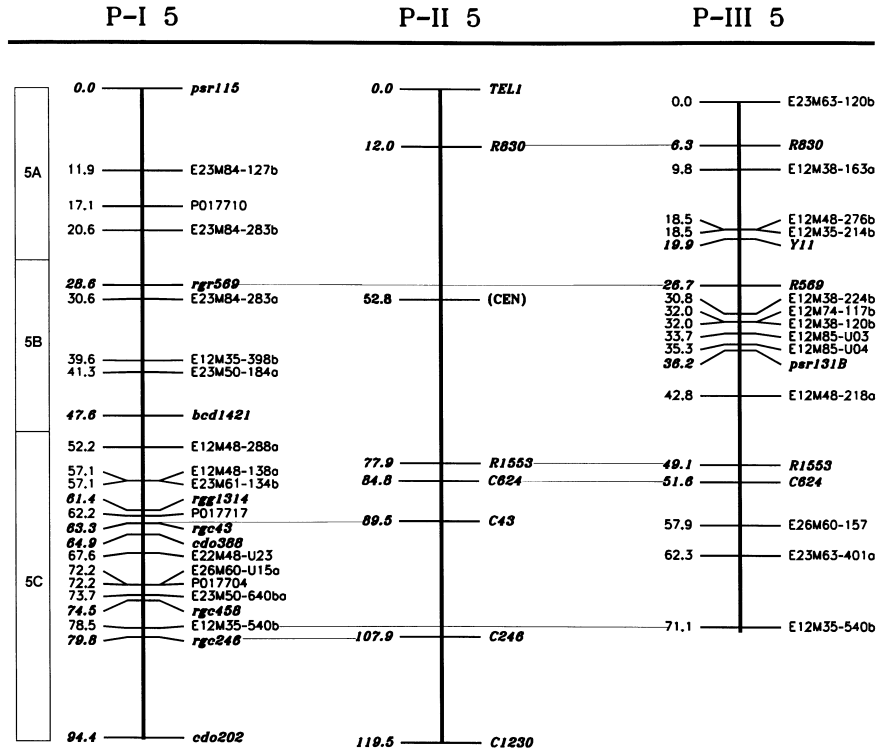 P-I 5
P-II 5
P-III 5
5A
5B
5C
0.0 psr115
11.9 E23M84-127b
17.1 P017710
20.6 E23M84-283b
28.6 rgr569
30.6 E23M84-283a
39.6 E12M35-398b
41.3 E23M50-184a
47.6 bcd1421
52.2 E12M48-288a
57.1 E12M48-138a
57.1 E23M61-134b
61.4 rgg1314
62.2 P017717
63.3 rgc43
64.9 cdo388
67.6 E22M48-U23
72.2 E26M60-U15a
72.2 P017704
73.7 E23M50-640ba
74.5 rgc458
78.5 E12M35-540b
79.8 rgc246
94.4 cdo202
0.0 TEL1
12.0 R830
52.8 (CEN)
77.9 R1553
84.8 C624
89.5 C43
107.9 C246
119.5 C1230
0.0 E23M63-120b
6.3 R830
9.8 E12M38-163a
18.5 E12M48-276b
18.5 E12M35-214b
19.9 Y11
26.7 R569
30.8 E12M38-224b
32.0 E12M74-117b
32.0 E12M38-120b
33.7 E12M85-U03
35.3 E12M85-U04
36.2 psr131B
42.8 E12M48-218a
49.1 R1553
51.6 C624
57.9 E26M60-157
62.3 E23M63-401a
71.1 E12M35-540b